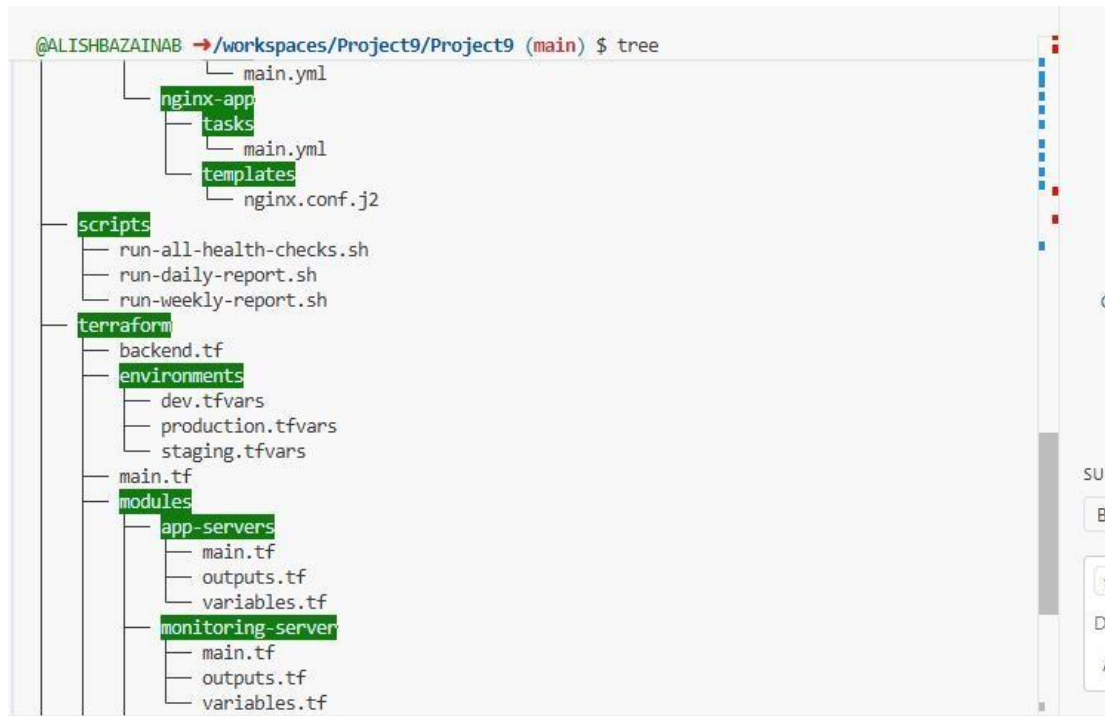 @ALISHBAZAINAB ➜/workspaces/Project9/Project9 (main) $ tree
│   │   │   └── main.yml
│   │   └── nginx-app
│   │       ├── tasks
│   │       │   └── main.yml
│   │       └── templates
│   │           └── nginx.conf.j2
│   ├── scripts
│   │   ├── run-all-health-checks.sh
│   │   ├── run-daily-report.sh
│   │   └── run-weekly-report.sh
│   ├── terraform
│   │   ├── backend.tf
│   │   ├── environments
│   │   │   ├── dev.tfvars
│   │   │   ├── production.tfvars
│   │   │   └── staging.tfvars
│   │   ├── main.tf
│   │   ├── modules
│   │   │   ├── app-servers
│   │   │   │   ├── main.tf
│   │   │   │   ├── outputs.tf
│   │   │   │   └── variables.tf
│   │   │   ├── monitoring-server
│   │   │   │   ├── main.tf
│   │   │   │   ├── outputs.tf
│   │   │   │   └── variables.tf